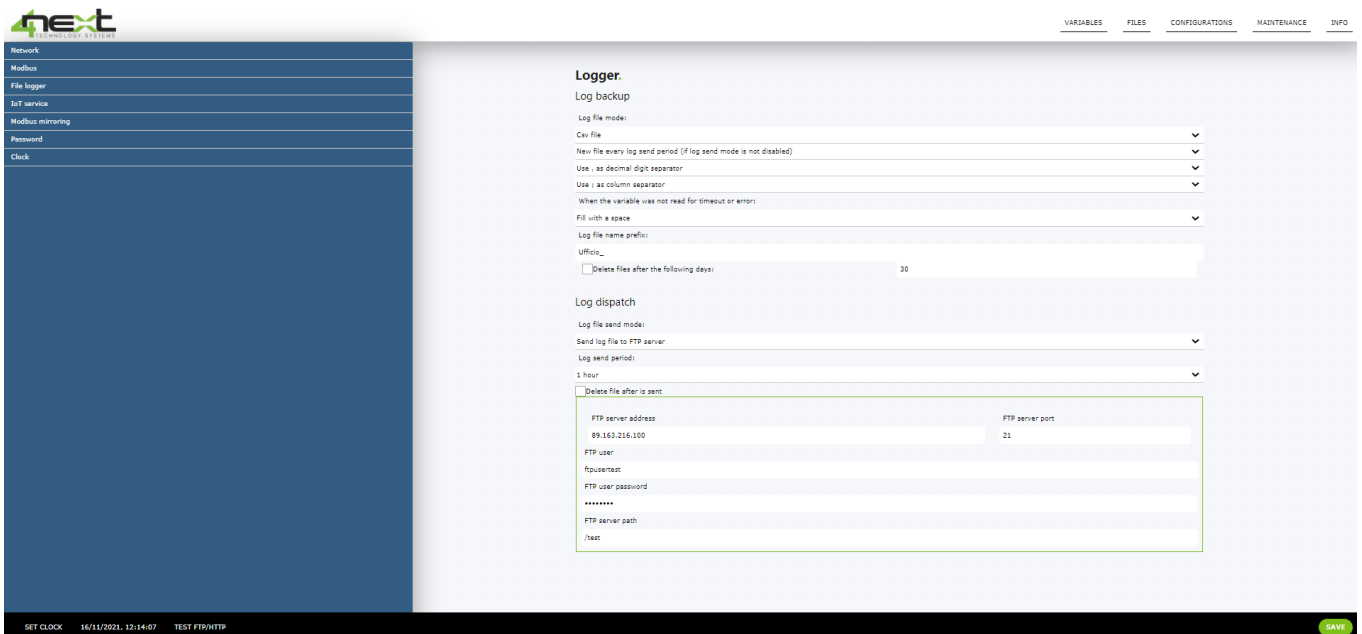 4next
TECHNOLOGY SYSTEMS
VARIABLES FILES CONFIGURATIONS MAINTENANCE INFO
Network
Modbus
File logger
IoT service
Modbus mirroring
Password
Clock
Logger.
Log backup
Log file mode:
Csv file
New file every log send period (if log send mode is not disabled)
Use , as decimal digit separator
Use ; as column separator
When the variable was not read for timeout or error:
Fill with a space
Log file name prefix:
Ufficio_
Delete files after the following days: 30
Log dispatch
Log file send mode:
Send log file to FTP server
Log send period:
1 hour
Delete file after is sent
FTP server address FTP server port
89.163.216.100 21
FTP user
ftpusertest
FTP user password
••••••••
FTP server path
/test
SET CLOCK 16/11/2021, 12:14:07 TEST FTP/HTTP SAVE